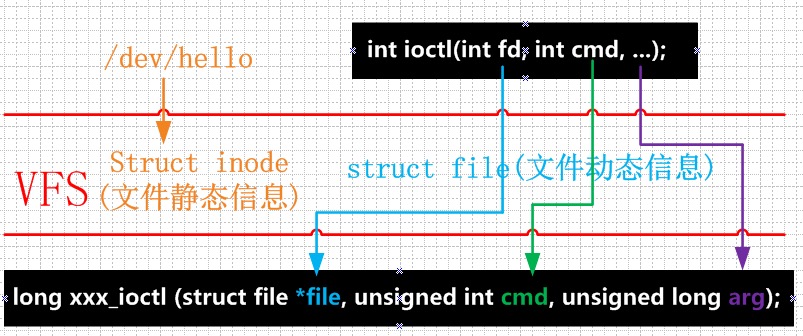 int ioctl(int fd, int cmd, ...);
/dev/hello
Struct inode
struct file(文件动态信息)
VFS
(文件静态信息)
long xxx_ioctl (struct file *file, unsigned int cmd, unsigned long arg);